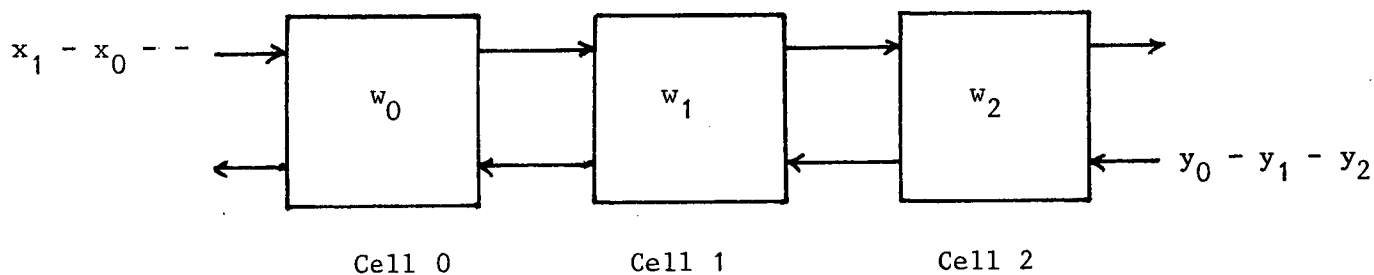 x₁ - x₀ - -
w₀
w₁
w₂
y₀ - y₁ - y₂
Cell 0
Cell 1
Cell 2